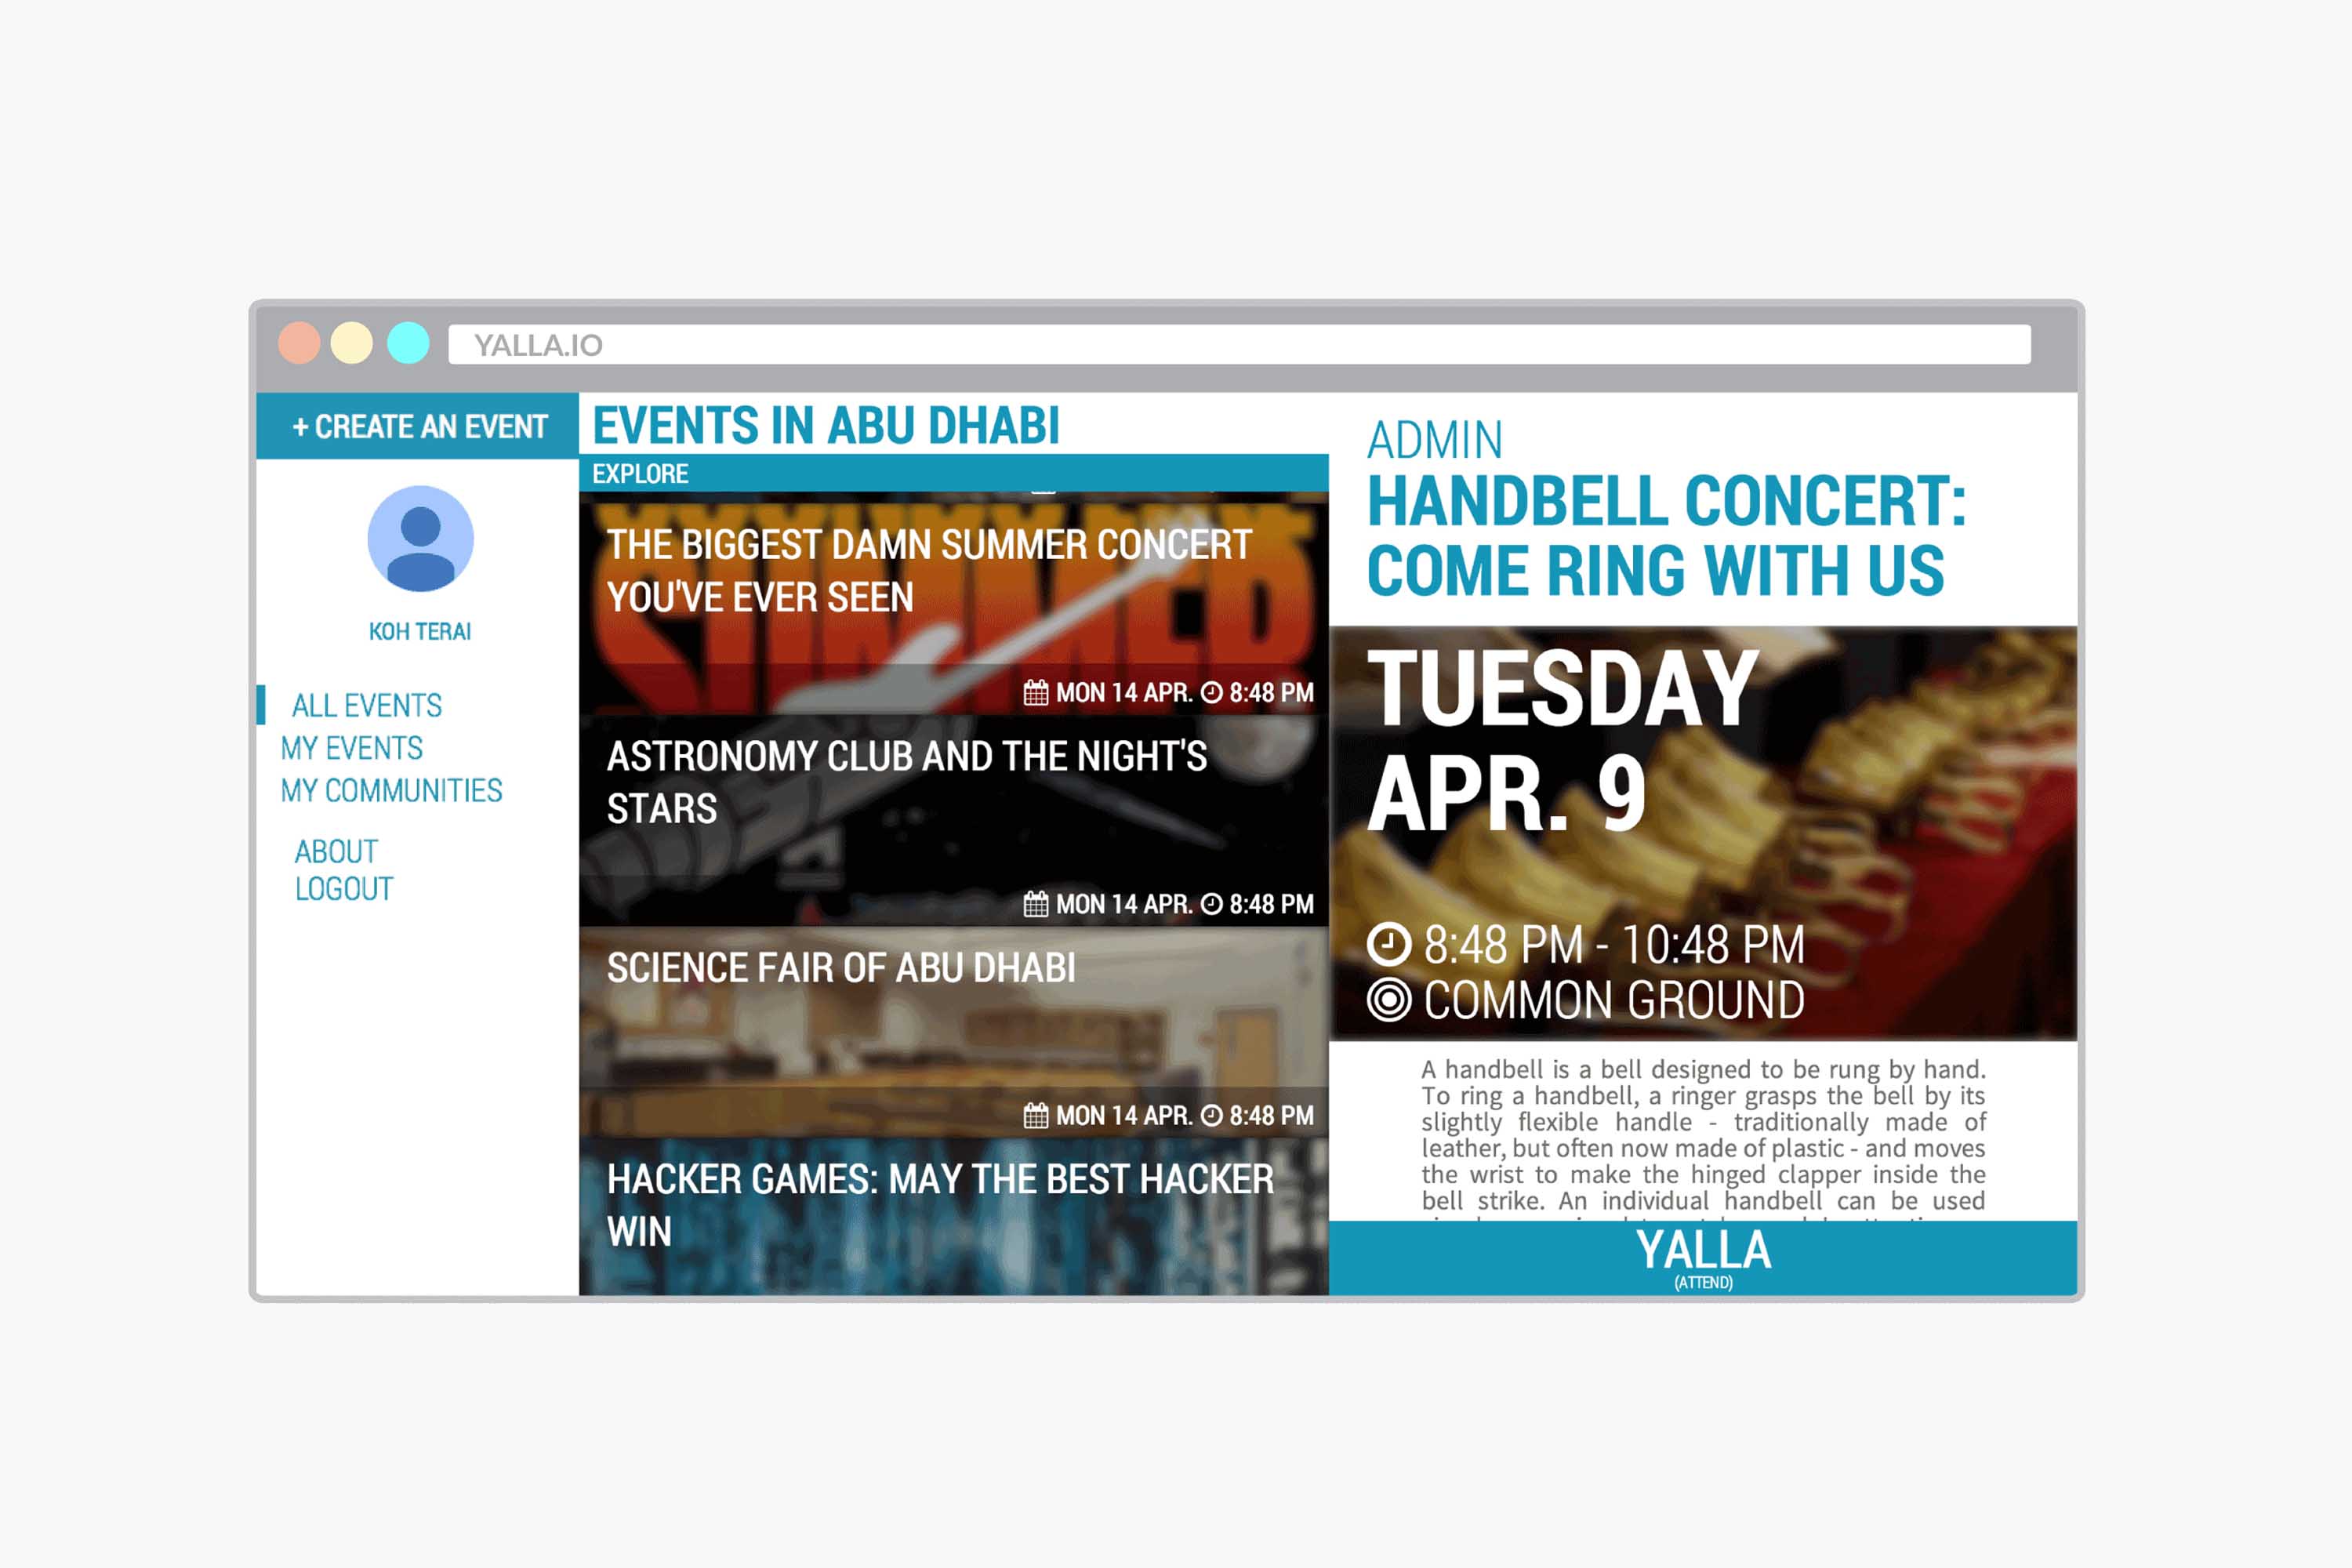 YALLA.IO
+ CREATE AN EVENT
KOH TERAI
ALL EVENTS
MY EVENTS
MY COMMUNITIES
ABOUT
LOGOUT
EVENTS IN ABU DHABI
EXPLORE
THE BIGGEST DAMN SUMMER CONCERT
YOU'VE EVER SEEN
SUMMER
MON 14 APR. 8:48 PM
ASTRONOMY CLUB AND THE NIGHT'S
STARS
MON 14 APR. 8:48 PM
SCIENCE FAIR OF ABU DHABI
MON 14 APR. 8:48 PM
HACKER GAMES: MAY THE BEST HACKER
WIN
ADMIN
HANDBELL CONCERT:
COME RING WITH US
TUESDAY
APR. 9
8:48 PM - 10:48 PM
COMMON GROUND
A handbell is a bell designed to be rung by hand.
To ring a handbell, a ringer grasps the bell by its
slightly flexible handle - traditionally made of
leather, but often now made of plastic - and moves
the wrist to make the hinged clapper inside the
bell strike. An individual handbell can be used
YALLA
(ATTEND)